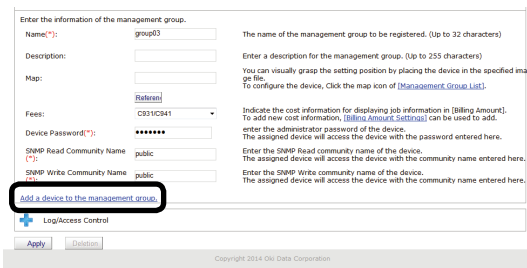 Enter the information of the management group.
Name(*): group03 The name of the management group to be registered. (Up to 32 characters)
Description: Enter a description for the management group. (Up to 255 characters)
Map: You can visually grasp the setting position by placing the device in the specified ima
ge file.
To configure the device, Click the map icon of [Management Group List].
Referen
Fees: C931/C941 Indicate the cost information for displaying job information in [Billing Amount].
To add new cost information, [Billing Amount Settings] can be used to add.
Device Password(*): ••••••• enter the administrator password of the device.
The assigned device will access the device with the password entered here.
SNMP Read Community Name
(*): public Enter the SNMP Read community name of the device.
The assigned device will access the device with the community name entered here.
SNMP Write Community Name
(*): public Enter the SNMP Write community name of the device.
The assigned device will access the device with the community name entered here.
Add a device to the management group.
Log/Access Control
Apply Deletion
Copyright 2014 Oki Data Corporation